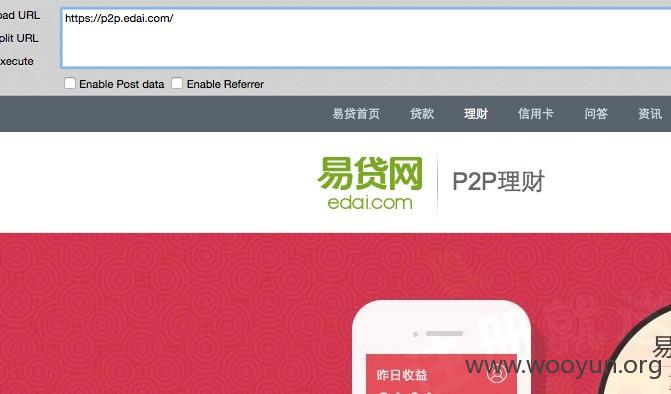 oad URL
https://p2p.edai.com/
plit URL
xecute
Enable Post data Enable Referrer
易贷首页 贷款 理财 信用卡 问答 资讯
易贷网 P2P理财
edai.com
易
www.wooyun.org
昨日收益